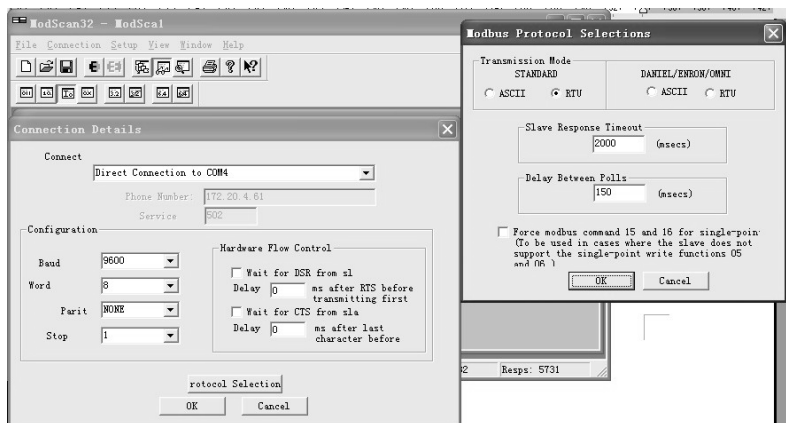 ModScan32 - ModSca1
File Connection Setup View Window Help
Connection Details
Connect
Direct Connection to COM4
Phone Number: 172.20.4.61
Service 502
Configuration
Baud 9600
Word 8
Parit NONE
Stop 1
Hardware Flow Control
Wait for DSR from sl
Delay 0 ms after RTS before
transmitting first
Wait for CTS from sla
Delay 0 ms after last
character before
rotocol Selection
OK Cancel
Modbus Protocol Selections
Transmission Mode
STANDARD DANIEL/ENRON/OMNI
ASCII RTU ASCII RTU
Slave Response Timeout
2000 (msecs)
Delay Between Polls
150 (msecs)
Force modbus command 15 and 16 for single-poin
(To be used in cases where the slave does not
support the single-point write functions 05
and 06.)
OK Cancel
Resps: 5731